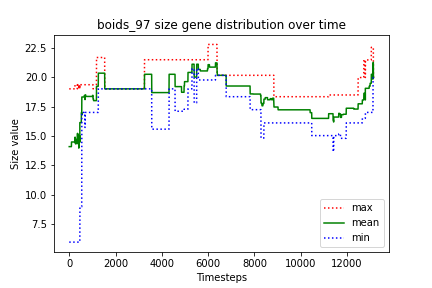 boids_97 size gene distribution over time
Size value
22.5
20.0
17.5
15.0
12.5
10.0
7.5
max
mean
min
0 2000 4000 6000 8000 10000 12000
Timesteps